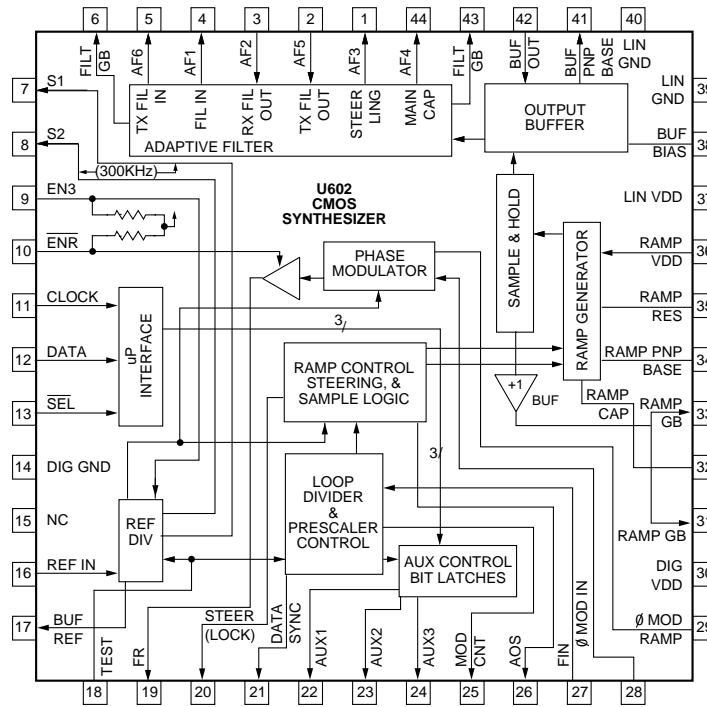 6 5 4 3 2 1 44 43 42 41 40
FILT GB
AF6
AF1
AF2
AF5
AF3
AF4
FILT GB
BUF OUT
BUF PNP BASE
LIN GND
7 S1
8 S2
9 EN3
10 ENR
11 CLOCK
12 DATA
13 SEL
14 DIG GND
15 NC
16 REF IN
17 BUF REF
TX FIL IN
FIL IN
RX FIL OUT
TX FIL OUT
STEER LING
MAIN CAP
ADAPTIVE FILTER
OUTPUT
BUFFER
(300KHz)
U602
CMOS
SYNTHESIZER
SAMPLE & HOLD
RAMP GENERATOR
PHASE
MODULATOR
uP
INTERFACE
3/
RAMP CONTROL
STEERING, &
SAMPLE LOGIC
+1
BUF
3/
LOOP
DIVIDER
&
PRESCALER
CONTROL
REF
DIV
AUX CONTROL
BIT LATCHES
LIN
GND
39
BUF
BIAS
38
LIN VDD
37
RAMP
VDD
36
RAMP
RES
35
RAMP PNP
BASE
34
RAMP
CAP
RAMP
GB
33
32
31
RAMP GB
DIG
VDD
30
Ø MOD
RAMP
29
TEST
FR
STEER
(LOCK)
DATA SYNC
AUX1
AUX2
AUX3
MOD CNT
AOS
FIN
Ø MOD IN
18 19 20 21 22 23 24 25 26 27 28